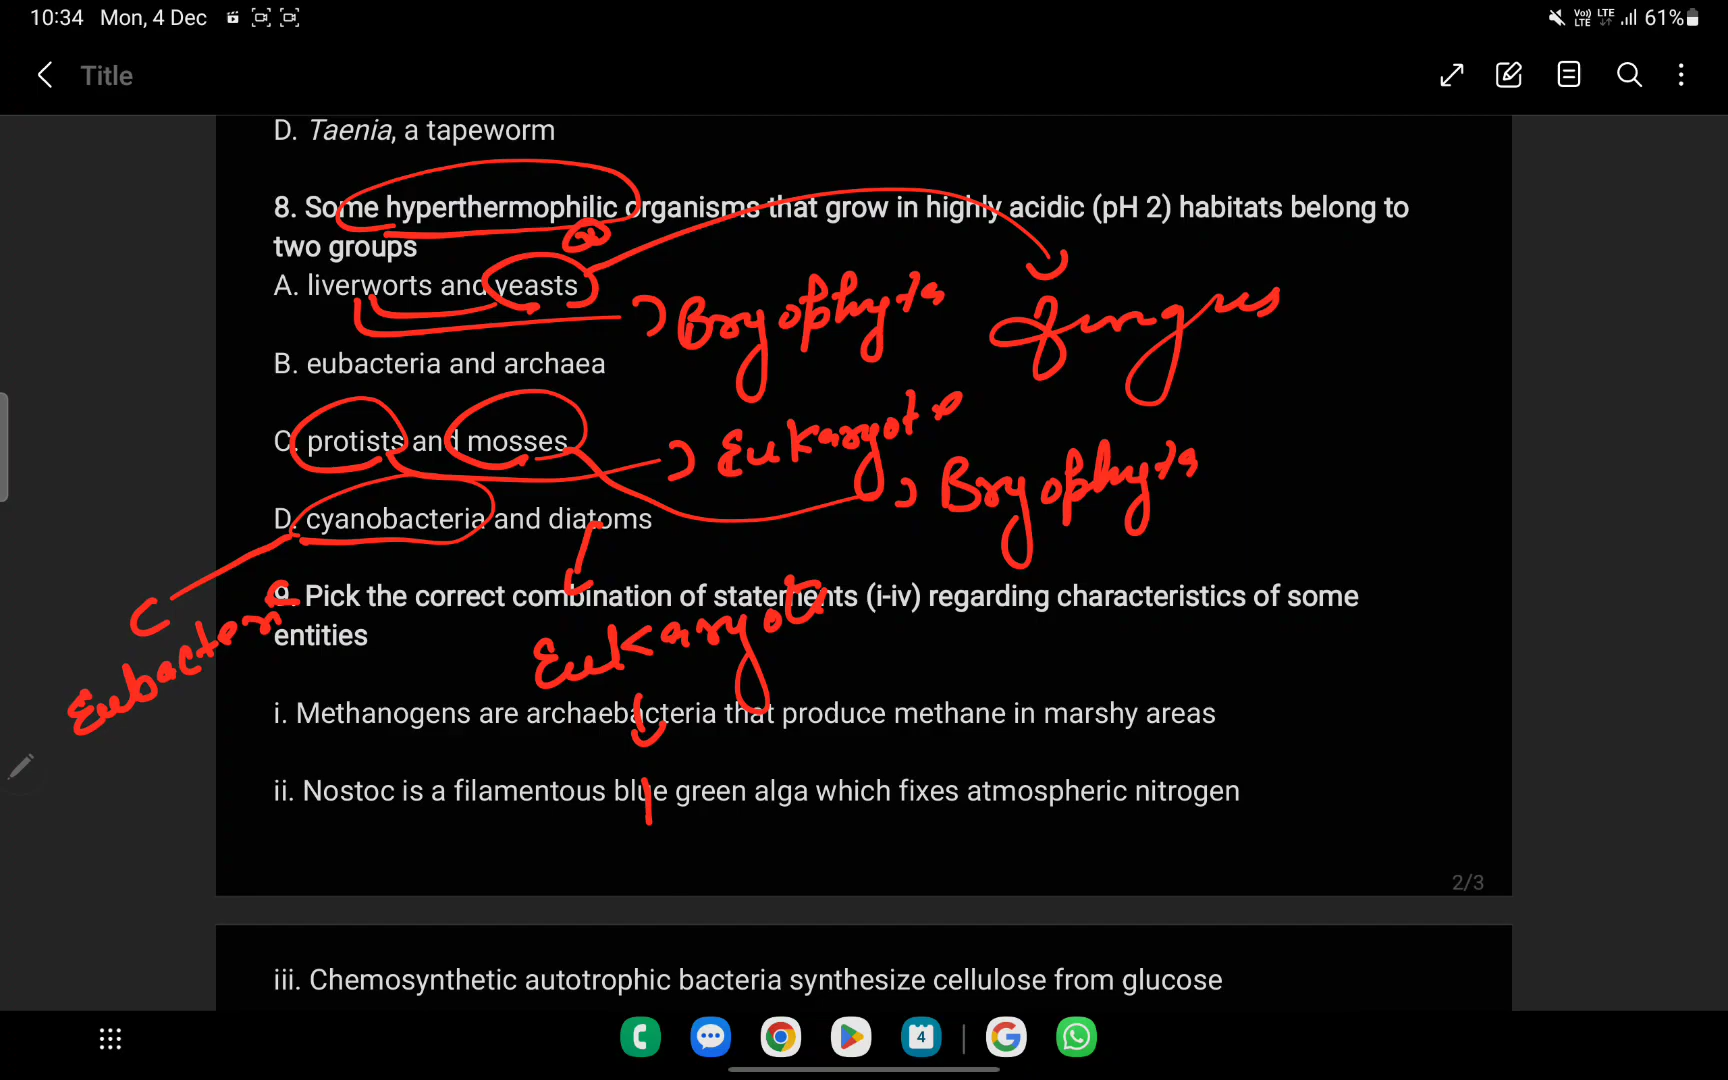 10:34 Mon, 4 Dec
Vo)) LTE LTE 61%
Title
D. Taenia, a tapeworm
8. Some hyperthermophilic organisms that grow in highly acidic (pH 2) habitats belong to
two groups
A. liverworts and yeasts
Bryophyta
fungus
B. eubacteria and archaea
C. protists and mosses
Eukaryote
Bryophyta
D. cyanobacteria and diatoms
9. Pick the correct combination of statements (i-iv) regarding characteristics of some
entities
Eukaryote
i. Methanogens are archaebacteria that produce methane in marshy areas
ii. Nostoc is a filamentous blue green alga which fixes atmospheric nitrogen
2/3
iii. Chemosynthetic autotrophic bacteria synthesize cellulose from glucose
4